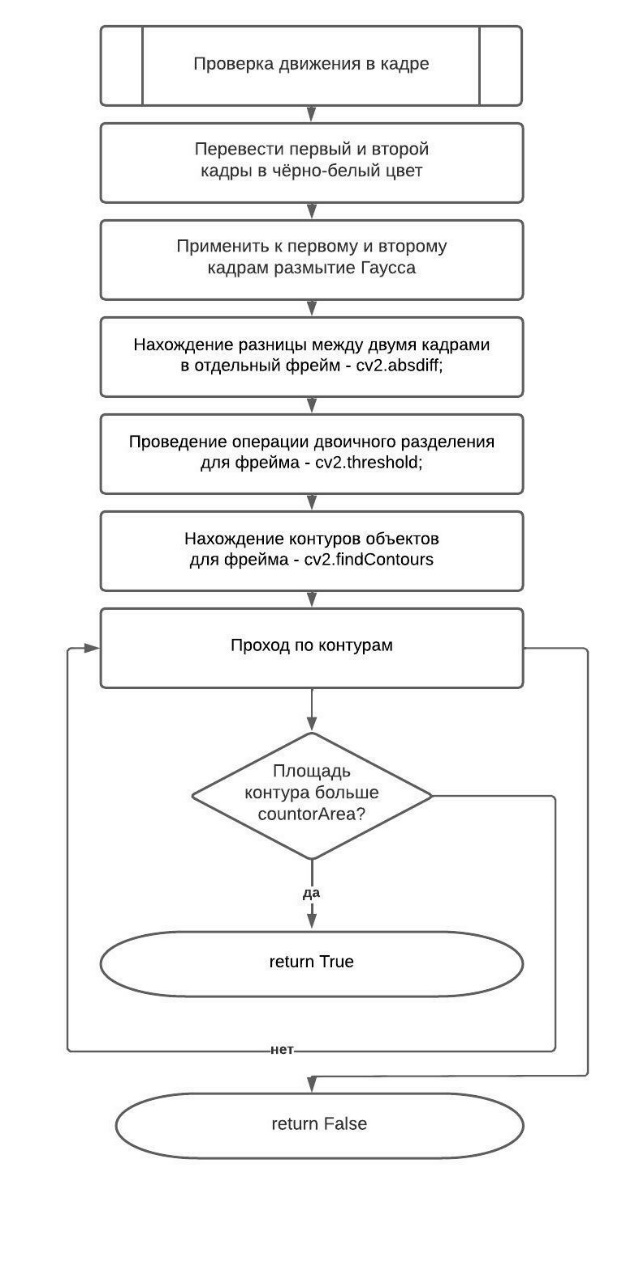 Проверка движения в кадре
Перевести первый и второй
кадры в чёрно-белый цвет
Применить к первому и второму
кадрам размытие Гаусса
Нахождение разницы между двумя кадрами
в отдельный фрейм - cv2.absdiff;
Проведение операции двоичного разделения
для фрейма - cv2.threshold;
Нахождение контуров объектов
для фрейма - cv2.findContours
Проход по контурам
Площадь
контура больше
countorArea?
да
return True
нет
return False